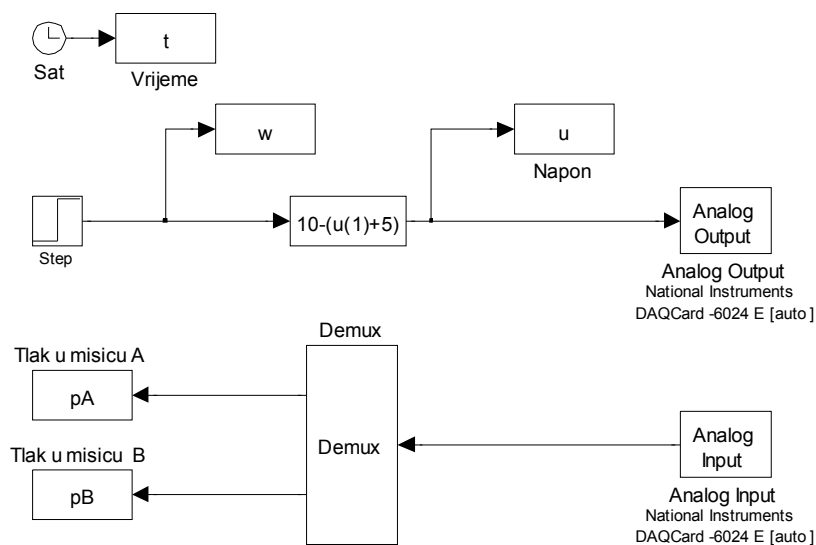 t
Sat
Vrijeme
w
u
Napon
10-(u(1)+5)
Step
Analog
Output
Analog Output
National Instruments
DAQCard -6024 E [auto ]
Demux
Tlak u misicu A
pA
Demux
Tlak u misicu B
pB
Analog
Input
Analog Input
National Instruments
DAQCard -6024 E [auto ]